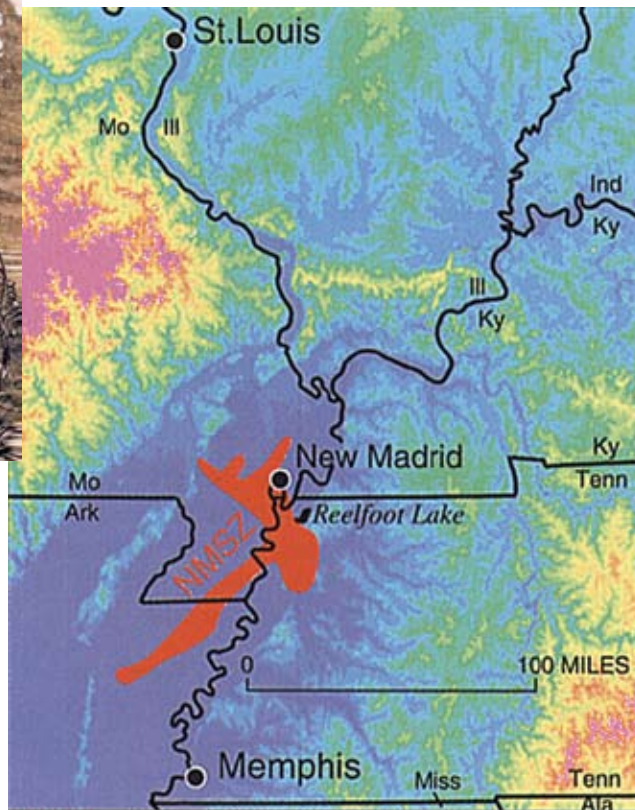 St.Louis
Mo Ill
Ind
Ky
Ill
Ky
New Madrid
Ky
Tenn
Mo
Ark
Reelfoot Lake
NMSZ
0 100 MILES
Memphis
Miss Tenn
Ala